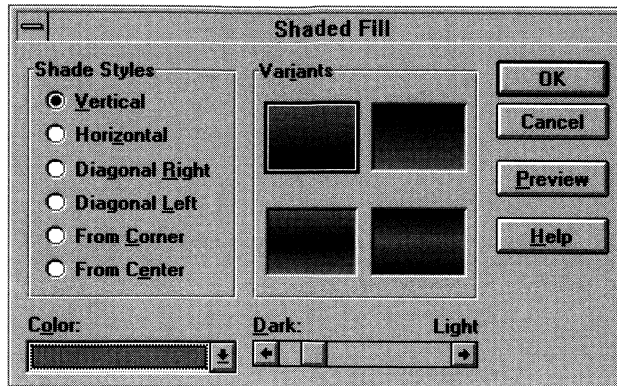 Shaded Fill
Shade Styles
Vertical
Horizontal
Diagonal Right
Diagonal Left
From Corner
From Center
Variants
OK
Cancel
Preview
Help
Color:
Dark: Light